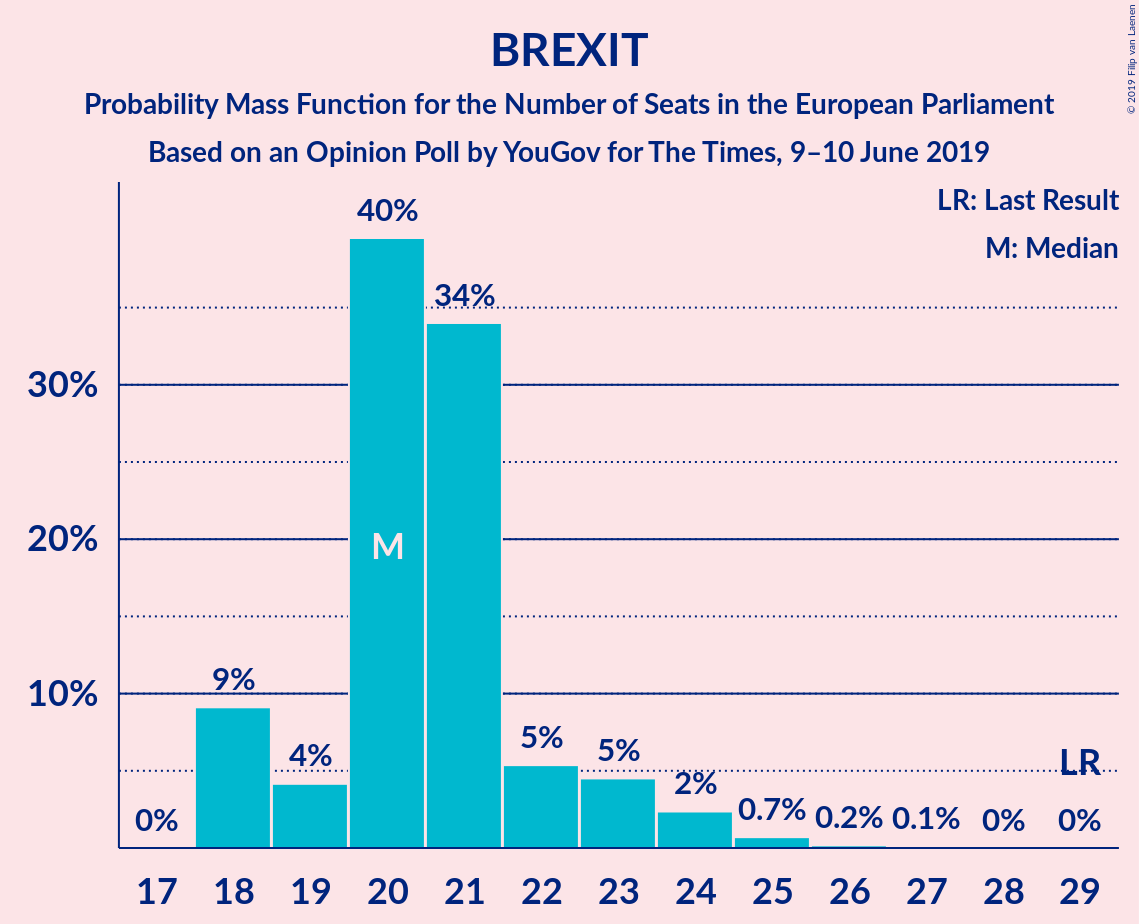 BREXIT
Probability Mass Function for the Number of Seats in the European Parliament
Based on an Opinion Poll by YouGov for The Times, 9–10 June 2019
© 2019 Filip van Laenen
LR: Last Result
M: Median
40%
34%
30%
20%
M
10%
9%
4%
5%
5%
2%
0.7%
0.2%
0.1%
0%
0%
0%
LR
17 18 19 20 21 22 23 24 25 26 27 28 29